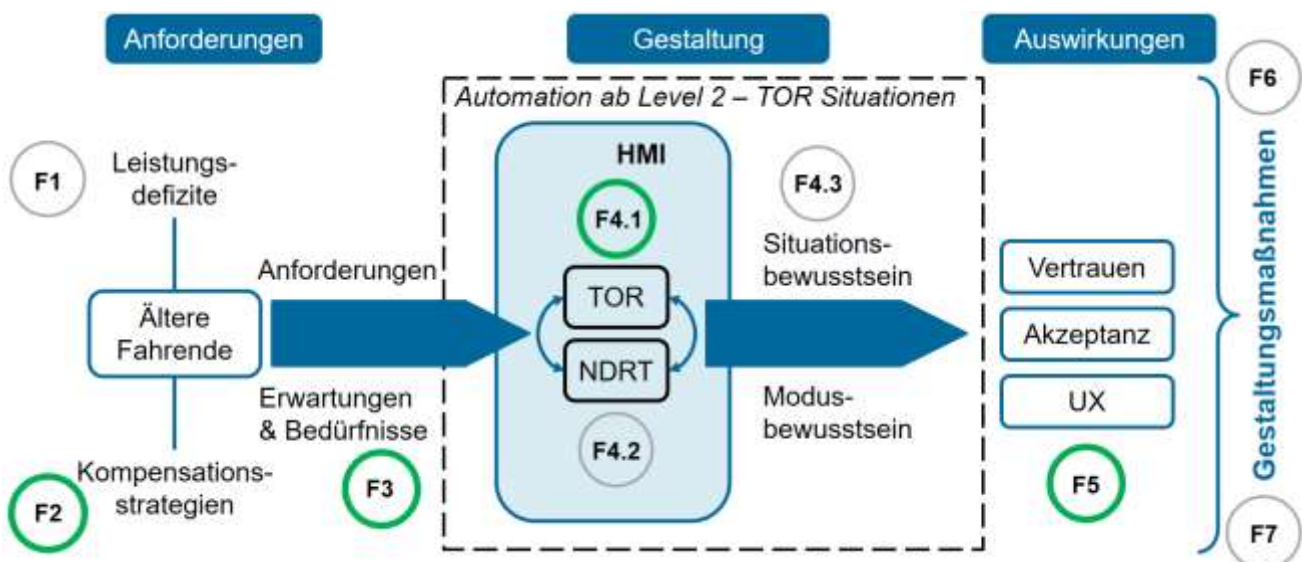 Anforderungen
Gestaltung
Auswirkungen
Automation ab Level 2 – TOR Situationen
F1
Leistungs-
defizite
Ältere
Fahrende
Kompensations-
strategien
F2
Anforderungen
Erwartungen
& Bedürfnisse
F3
HMI
F4.1
TOR
NDRT
F4.2
F4.3
Situations-
bewusstsein
Modus-
bewusstsein
Vertrauen
Akzeptanz
UX
F5
F6
Gestaltungsmaßnahmen
F7